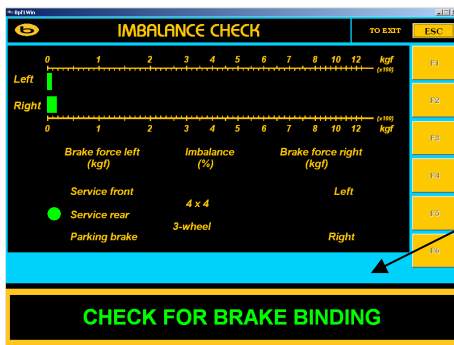 Bpf1Win
IMBALANCE CHECK TO EXIT ESC
0 1 2 3 4 5 6 7 8 10 12 kgf
(x100)
Left
Right
(x100)
0 1 2 3 4 5 6 7 8 10 12 kgf
Brake force left Imbalance Brake force right
(kgf) (%) (kgf)
Service front Left
4 x 4
Service rear
3-wheel
Parking brake Right
F1
F2
F3
F4
F5
F6
CHECK FOR BRAKE BINDING